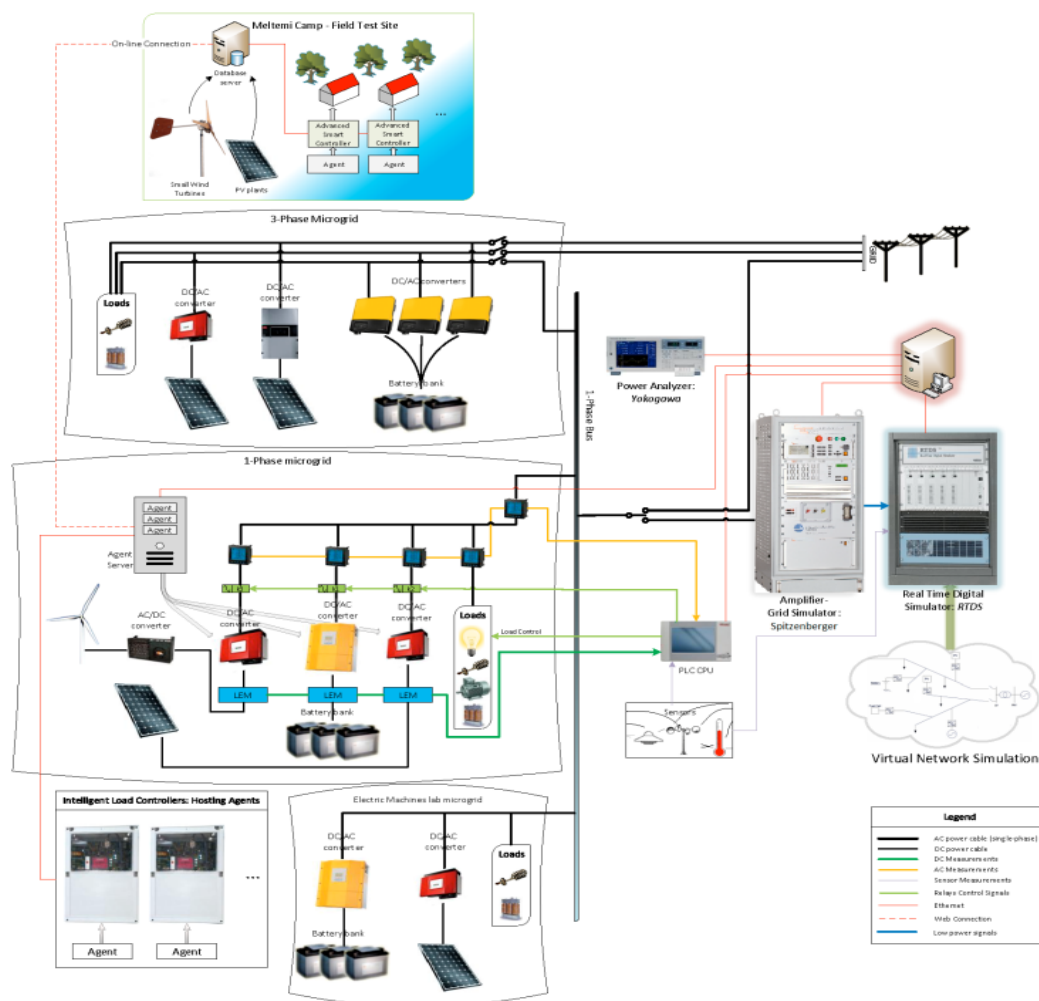 Meltemi Camp - Field Test Site
On-line Connection
Database
server
Advanced
Smart
Controller
Advanced
Smart
Controller
...
Agent
Agent
Small Wind
Turbines
PV plants
3-Phase Microgrid
GRID
Loads
DC/AC
converter
DC/AC
converter
DC/AC converters
Battery bank
1-Phase Bus
Power Analyzer:
Yokogawa
1-Phase microgrid
Agent
Agent
Agent
Agent
Server
AC/DC
converter
DC/AC
converter
DC/AC
converter
DC/AC
converter
Loads
Load Control
LEM
LEM
LEM
Battery bank
PLC CPU
Sensors
Amplifier-
Grid Simulator:
Spitzenberger
Real Time Digital
Simulator: RTDS
Virtual Network Simulation
Intelligent Load Controllers: Hosting Agents
...
Agent
Agent
Electric Machines lab microgrid
DC/AC
converter
DC/AC
converter
Loads
Battery bank
Legend
AC power cable (single-phase)
DC power cable
DC Measurements
AC Measurements
Sensor Measurements
Relays Control Signals
Ethernet
Web Connection
Low power signals